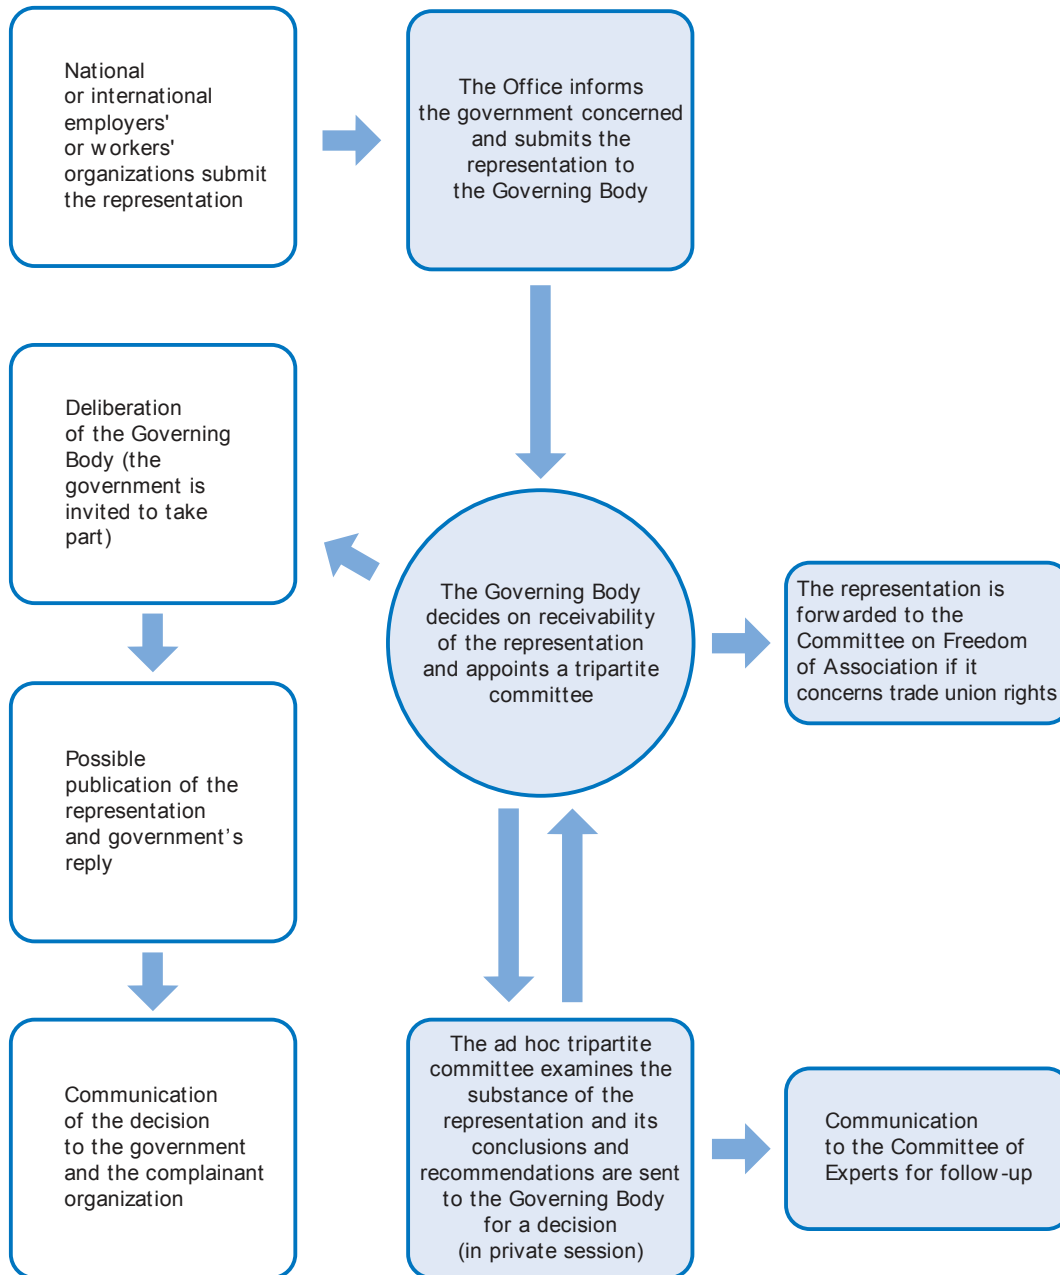 National
or international
employers'
or workers'
organizations submit
the representation
The Office informs
the government concerned
and submits the
representation to
the Governing Body
Deliberation
of the Governing
Body (the
government is
invited to take
part)
The Governing Body
decides on receivability
of the representation
and appoints a tripartite
committee
The representation is
forwarded to the
Committee on Freedom
of Association if it
concerns trade union rights
Possible
publication of the
representation
and government’s
reply
Communication
of the decision
to the government
and the complainant
organization
The ad hoc tripartite
committee examines the
substance of the
representation and its
conclusions and
recommendations are sent
to the Governing Body
for a decision
(in private session)
Communication
to the Committee of
Experts for follow-up